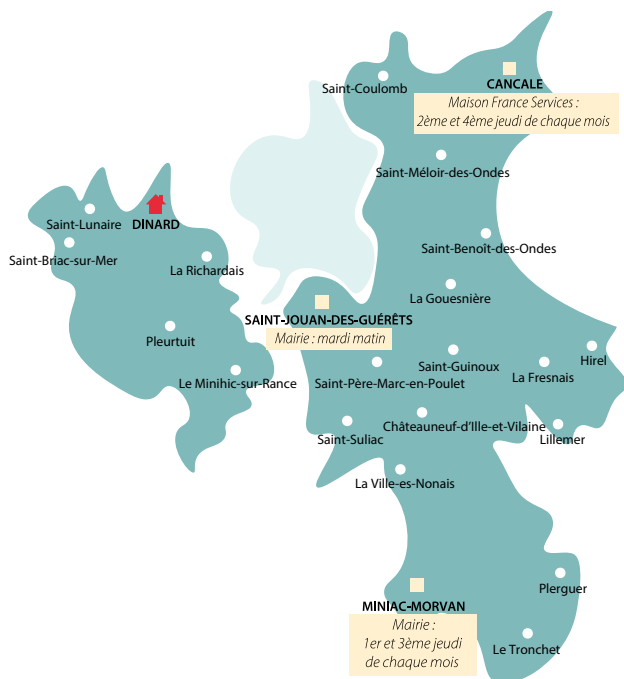 Saint-Coulomb
CANCALE
Maison France Services :
2ème et 4ème jeudi de chaque mois
Saint-Méloir-des-Ondes
Saint-Lunaire
DINARD
Saint-Briac-sur-Mer
La Richardais
Saint-Benoît-des-Ondes
La Gouesnière
SAINT-JOUAN-DES-GUÉRÊTS
Mairie : mardi matin
Pleurtuit
Le Minihic-sur-Rance
Saint-Père-Marc-en-Poulet
Saint-Guinoux
La Fresnais
Hirel
Saint-Suliac
Châteauneuf-d'Ille-et-Vilaine
Lillemer
La Ville-es-Nonais
MINIAC-MORVAN
Mairie :
1er et 3ème jeudi
de chaque mois
Plerguer
Le Tronchet